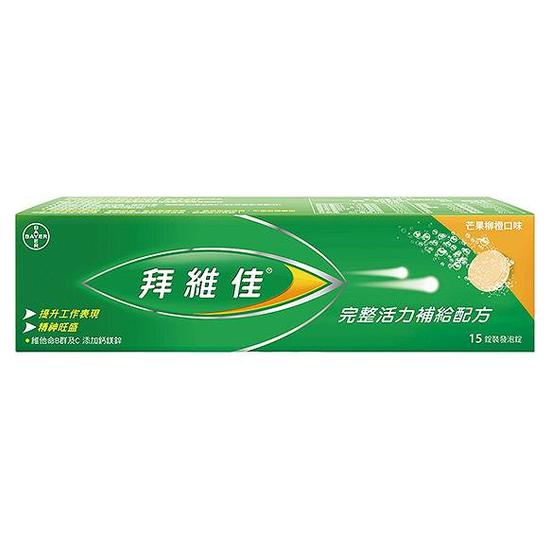 BAYER
BAYER
拜維佳®
芒果柳橙口味
提升工作表現
精神旺盛
•維他命B群及C 添加鈣鎂鋅
完整活力補給配方
15 錠裝發泡錠